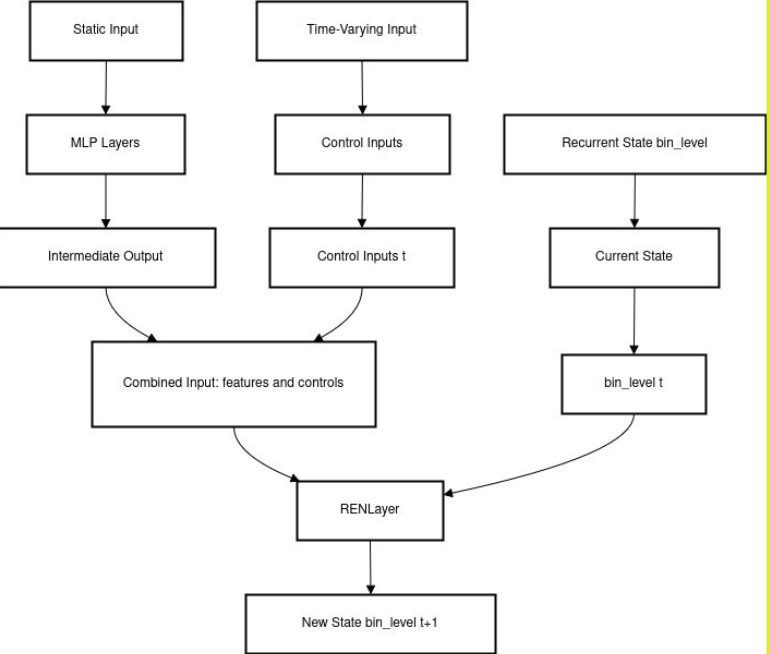 Static Input
Time-Varying Input
MLP Layers
Control Inputs
Recurrent State bin_level
Intermediate Output
Control Inputs t
Current State
Combined Input: features and controls
bin_level t
RENLayer
New State bin_level t+1